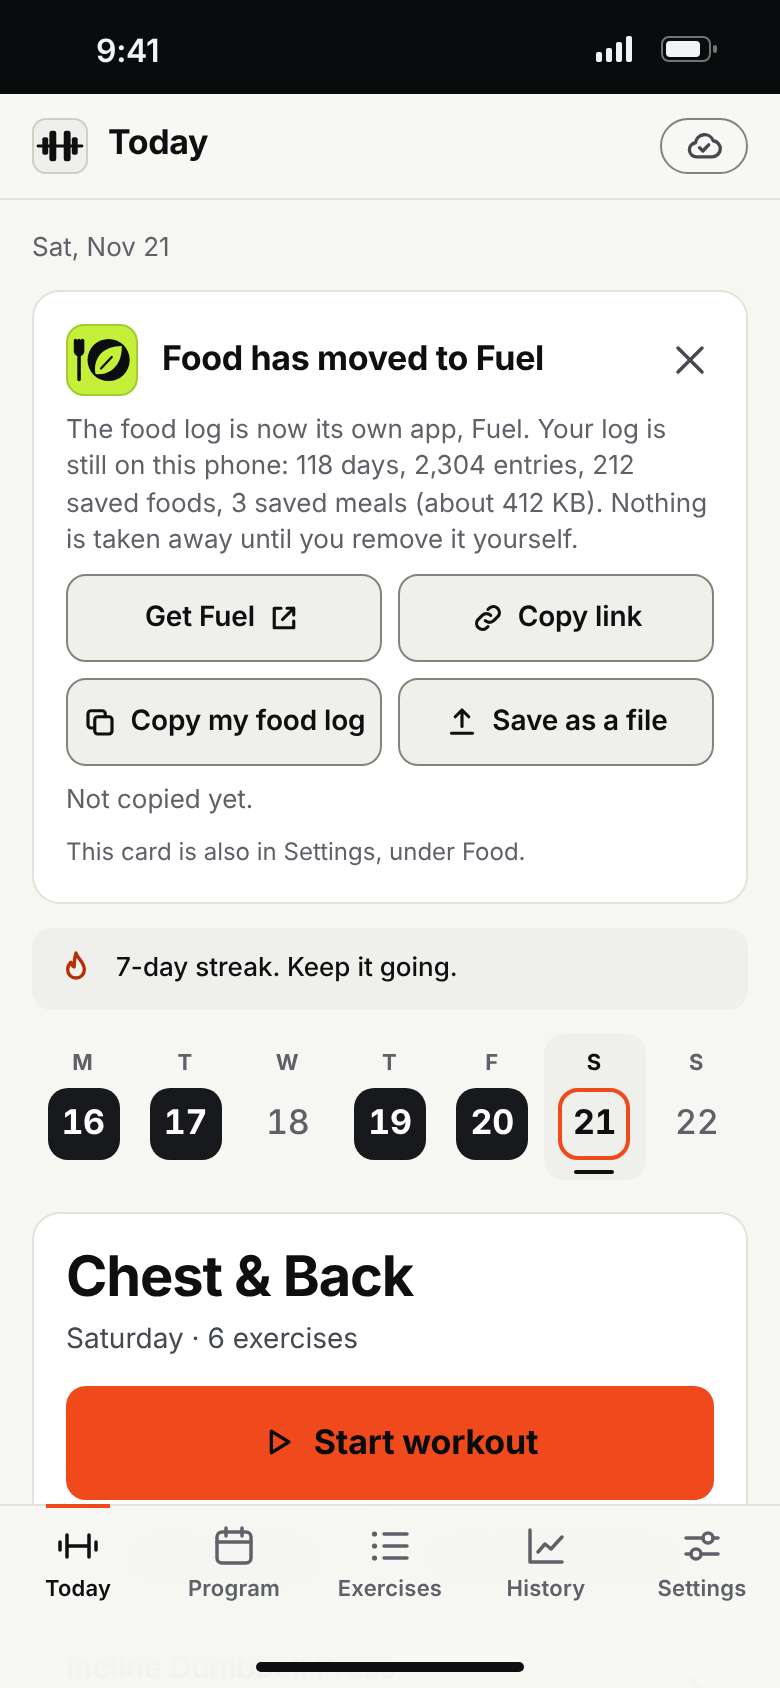 9:41
Today
Sat, Nov 21
Food has moved to Fuel
The food log is now its own app, Fuel. Your log is
still on this phone: 118 days, 2,304 entries, 212
saved foods, 3 saved meals (about 412 KB). Nothing
is taken away until you remove it yourself.
Get Fuel
Copy link
Copy my food log
Save as a file
Not copied yet.
This card is also in Settings, under Food.
7-day streak. Keep it going.
M T W T F S S
16 17 18 19 20 21 22
Chest & Back
Saturday · 6 exercises
Start workout
Today Program Exercises History Settings
Incline